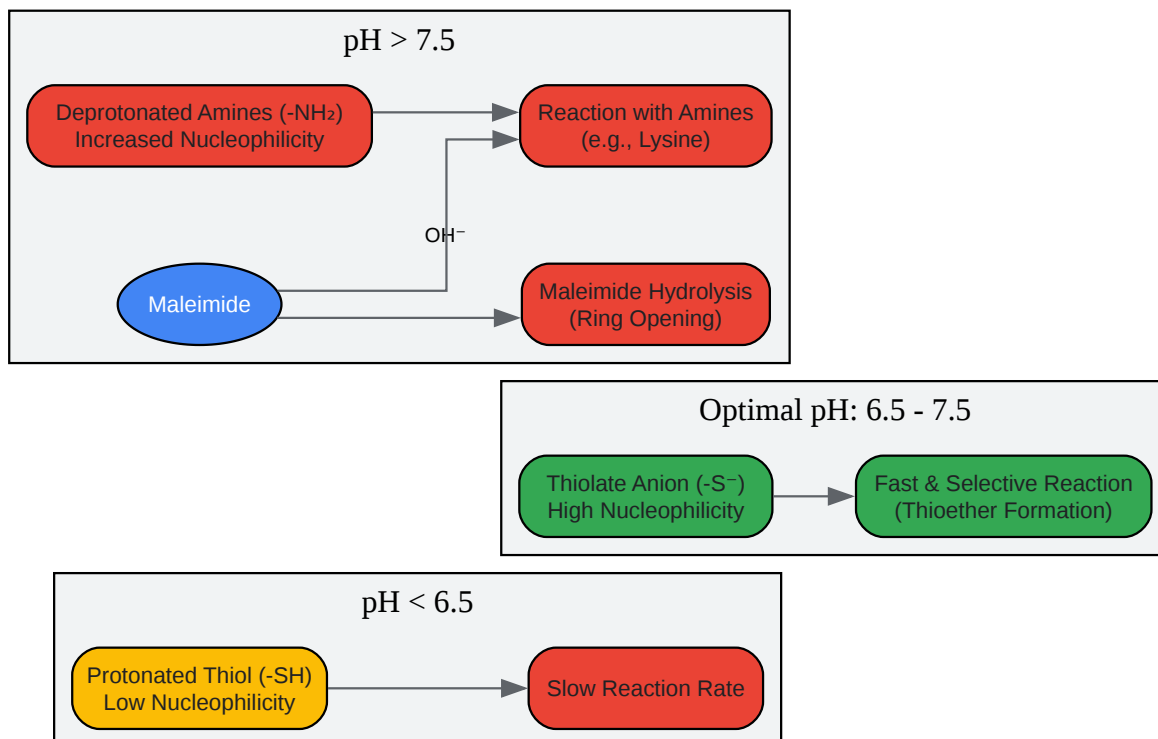 pH > 7.5
Deprotonated Amines (-NH₂)
Increased Nucleophilicity
Reaction with Amines
(e.g., Lysine)
OH⁻
Maleimide
Maleimide Hydrolysis
(Ring Opening)
Optimal pH: 6.5 - 7.5
Thiolate Anion (-S⁻)
High Nucleophilicity
Fast & Selective Reaction
(Thioether Formation)
pH < 6.5
Protonated Thiol (-SH)
Low Nucleophilicity
Slow Reaction Rate